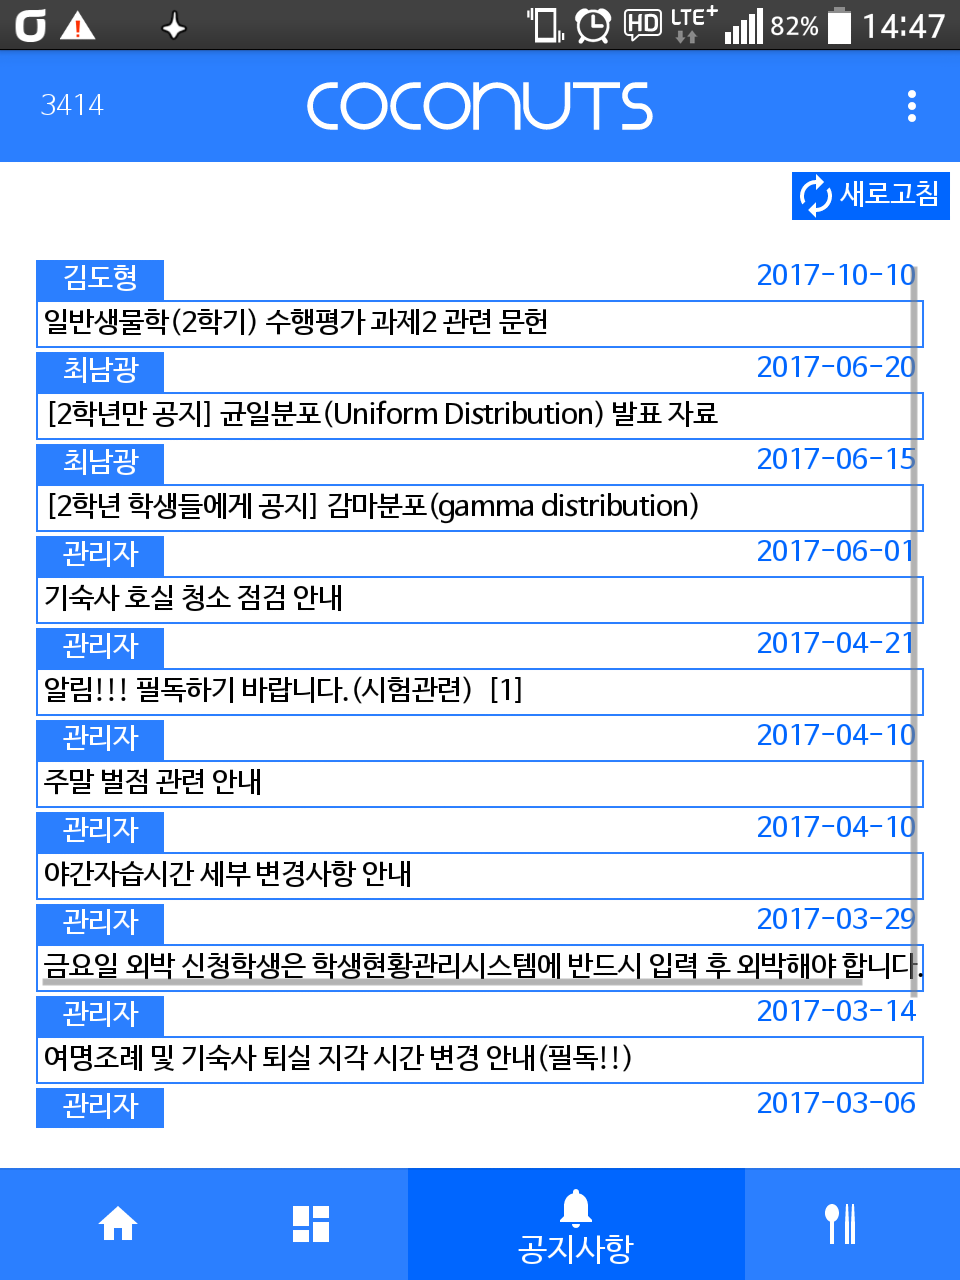 HD LTE+ 82% 14:47
3414 COCONUTS
새로고침
김도형 2017-10-10
일반생물학(2학기) 수행평가 과제2 관련 문헌
최남광 2017-06-20
[2학년만 공지] 균일분포(Uniform Distribution) 발표 자료
최남광 2017-06-15
[2학년 학생들에게 공지] 감마분포(gamma distribution)
관리자 2017-06-01
기숙사 호실 청소 점검 안내
관리자 2017-04-21
알림!!! 필독하기 바랍니다.(시험관련) [1]
관리자 2017-04-10
주말 벌점 관련 안내
관리자 2017-04-10
야간자습시간 세부 변경사항 안내
관리자 2017-03-29
금요일 외박 신청학생은 학생현황관리시스템에 반드시 입력 후 외박해야 합니다.
관리자 2017-03-14
여명조례 및 기숙사 퇴실 지각 시간 변경 안내(필독!!)
관리자 2017-03-06
공지사항